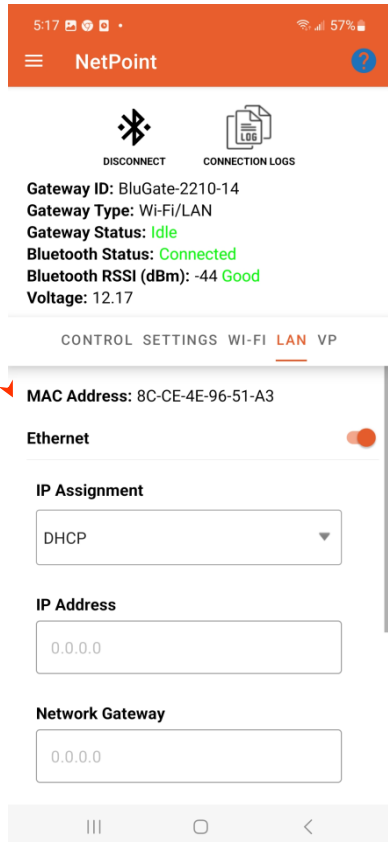 5:17 57%
NetPoint ?
LOG
DISCONNECT CONNECTION LOGS
Gateway ID: BluGate-2210-14
Gateway Type: Wi-Fi/LAN
Gateway Status: Idle
Bluetooth Status: Connected
Bluetooth RSSI (dBm): -44 Good
Voltage: 12.17
CONTROL SETTINGS WI-FI LAN VP
MAC Address: 8C-CE-4E-96-51-A3
Ethernet
IP Assignment
DHCP
IP Address
0.0.0.0
Network Gateway
0.0.0.0